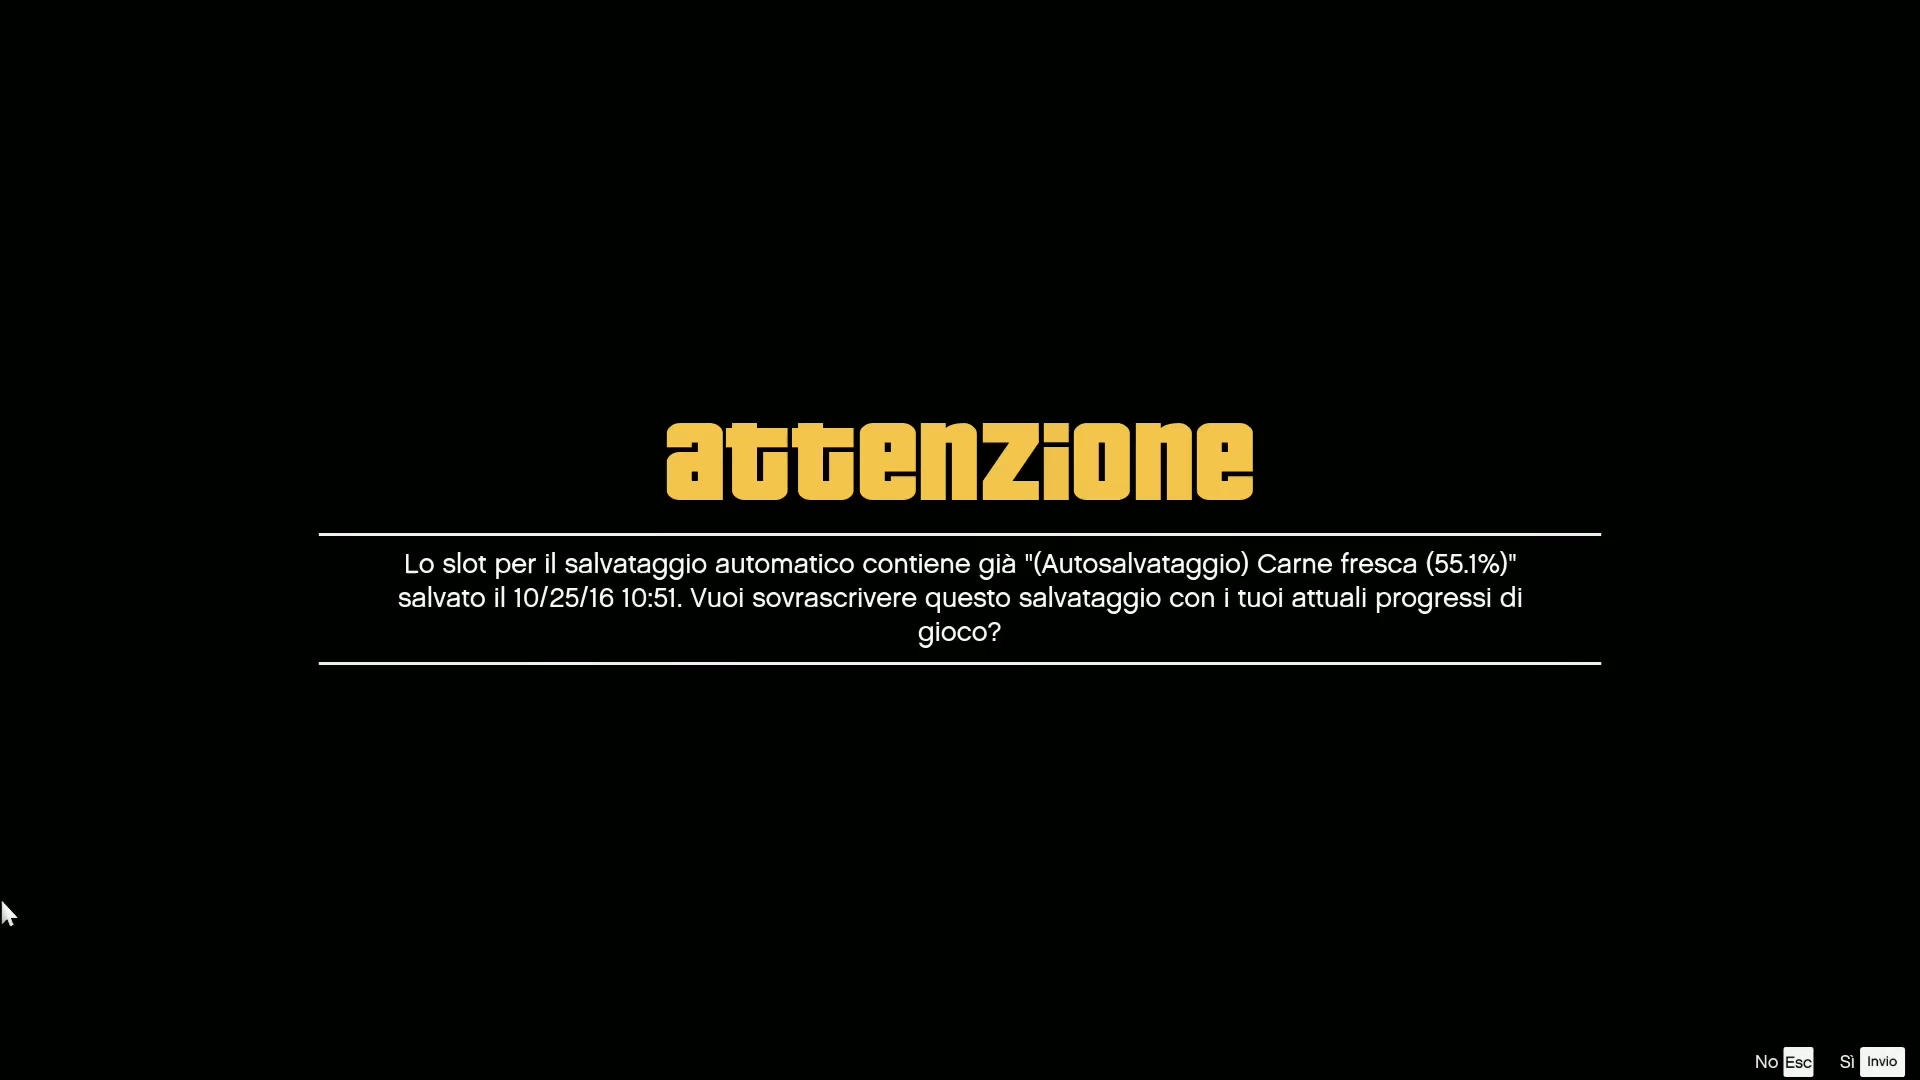 attenzione
Lo slot per il salvataggio automatico contiene già "(Autosalvataggio) Carne fresca (55.1%)"
salvato il 10/25/16 10:51. Vuoi sovrascrivere questo salvataggio con i tuoi attuali progressi di
gioco?
No Esc Sì Invio